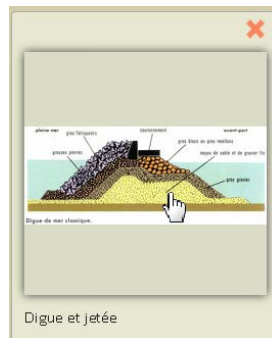 pleine mer
avant-port
couronnement
gros Tétrapodes
gros blocs ou gros moellons
grosses pierres
noyau de sable et de gravier fin
gros gravier
Digue de mer classique.
Digue et jetée